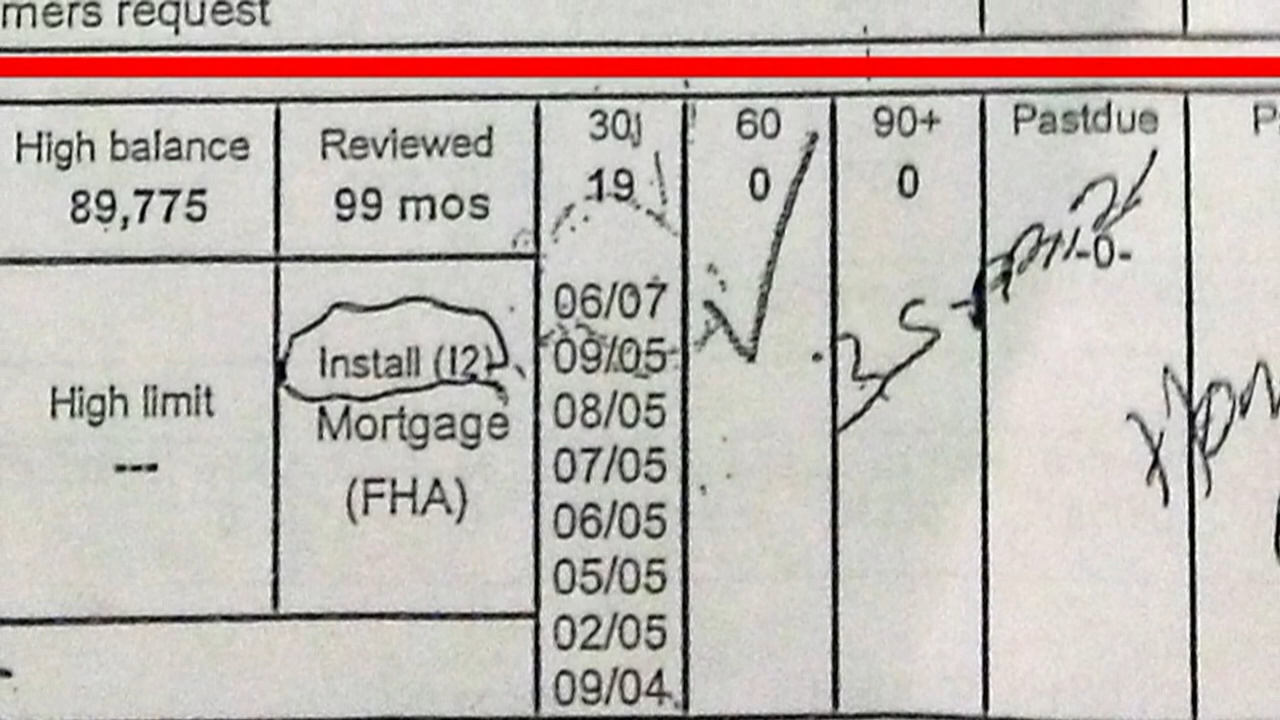 mers request
High balance Reviewed 30 60 90+ Pastdue P
89,775 99 mos 19 0 0 -0-
High limit
---
Install (I2)
Mortgage
(FHA)
06/07
09/05
08/05
07/05
06/05
05/05
02/05
09/04